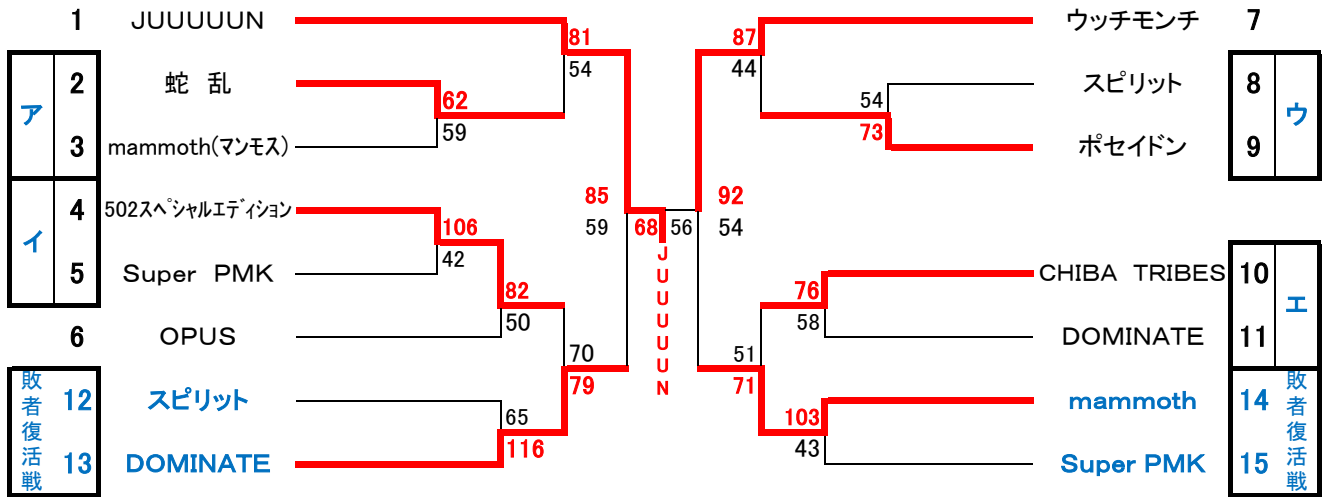 1 JUUUUUN
81
54
ア
2 蛇 乱
62
59
3 mammoth(マンモス)
イ
4 502スペシャルエディション
106
42
5 Super PMK
82
50
6 OPUS
70
79
敗者復活戦
12 スピリット
65
116
13 DOMINATE
85
59
68
56
JUUUUUN
92
54
ウッチモンチ 7
87
44
スピリット 8
ウ
54
73
ポセイドン 9
CHIBA TRIBES 10
エ
76
58
DOMINATE 11
51
71
mammoth 14
敗者復活戦
103
43
Super PMK 15